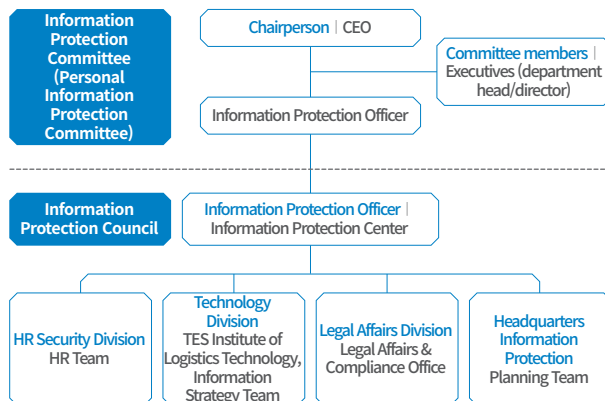 Information
Protection
Committee
(Personal
Information
Protection
Committee)
Chairperson | CEO
Committee members |
Executives (department
head/director)
Information Protection Officer
Information
Protection Council
Information Protection Officer |
Information Protection Center
HR Security Division
HR Team
Technology
Division
TES Institute of
Logistics Technology,
Information
Strategy Team
Legal Affairs Division
Legal Affairs &
Compliance Office
Headquarters
Information
Protection
Planning Team